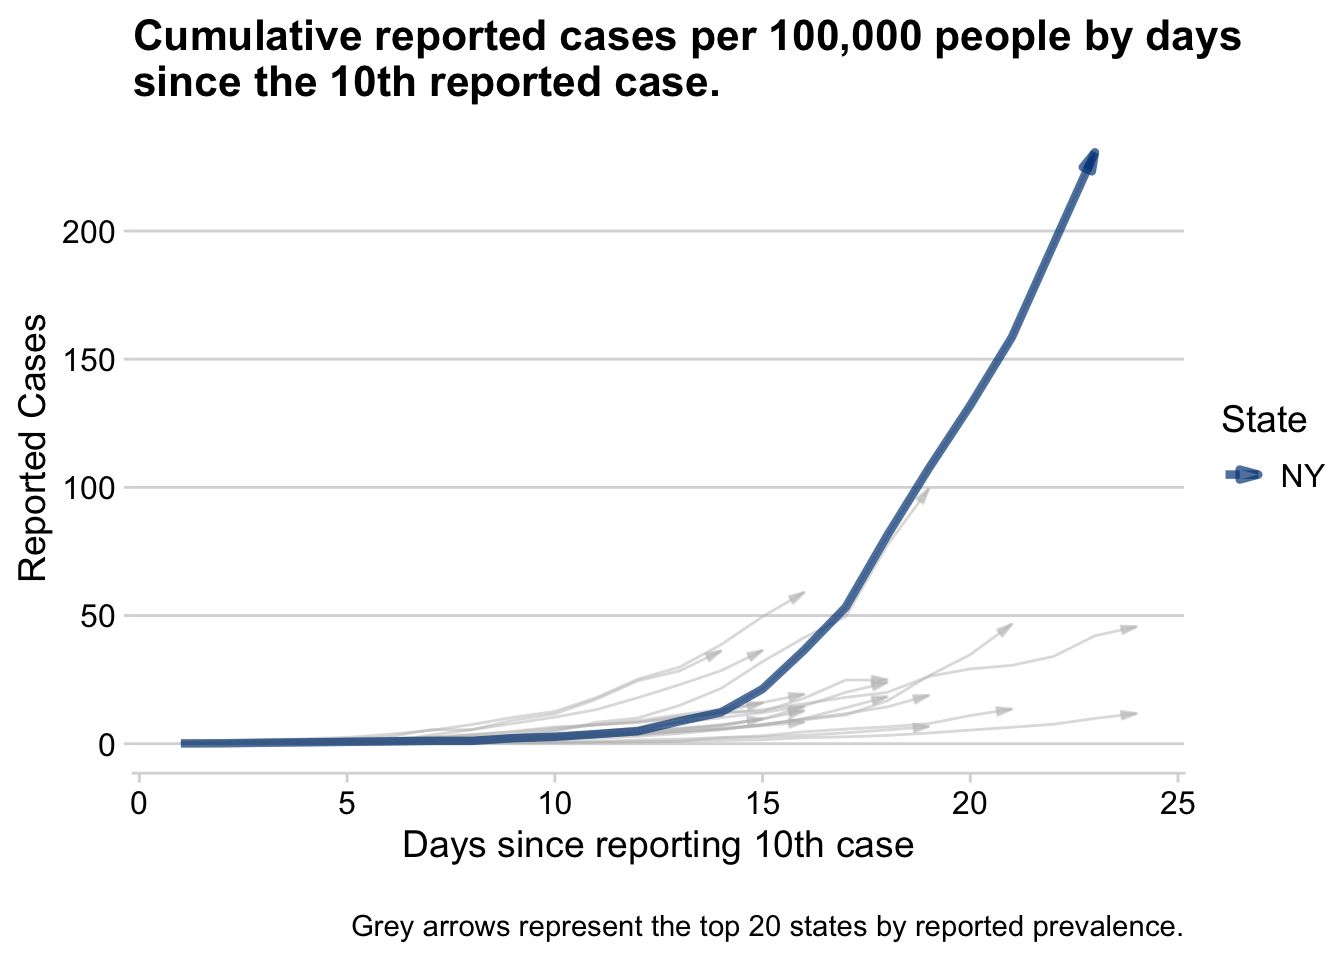 Cumulative reported cases per 100,000 people by days
since the 10th reported case.
200
150
100
50
0
Reported Cases
0 5 10 15 20 25
Days since reporting 10th case
State
NY
Grey arrows represent the top 20 states by reported prevalence.